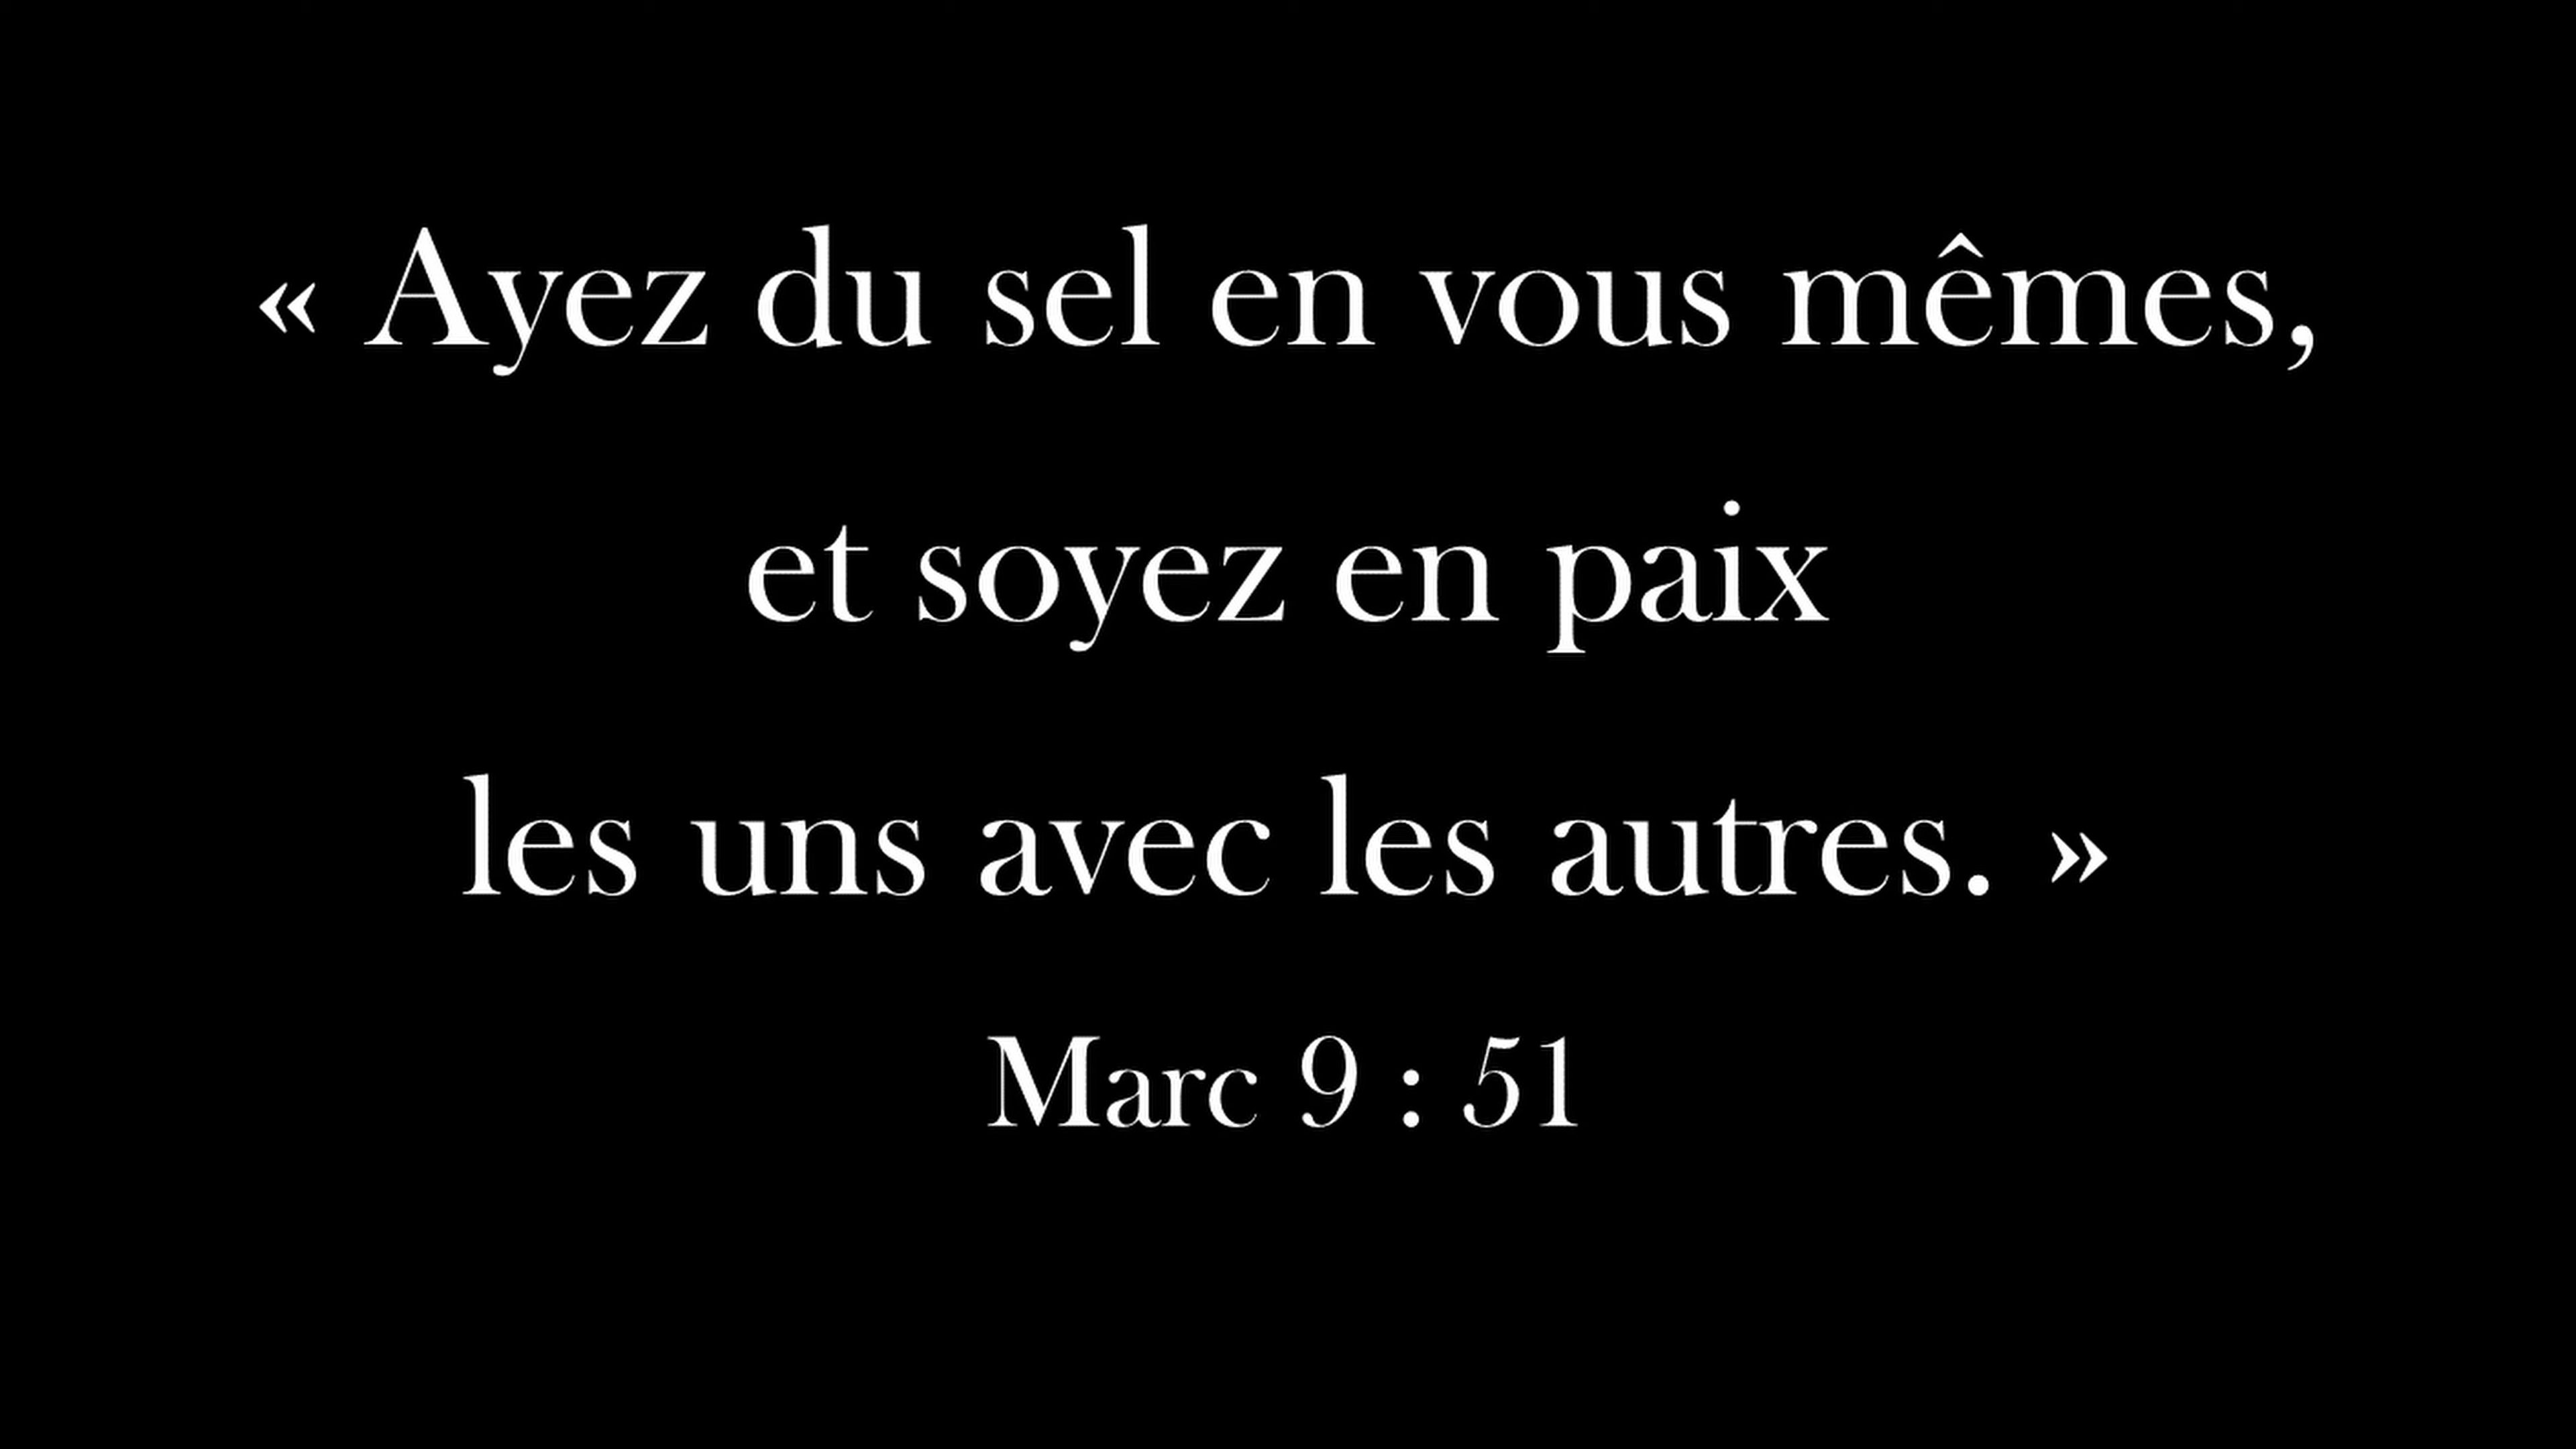 « Ayez du sel en vous mêmes,
et soyez en paix
les uns avec les autres. »
Marc 9 : 51